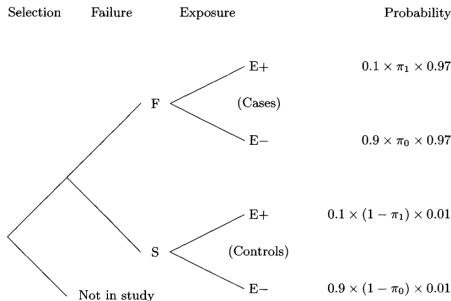 Selection Failure Exposure Probability
E+ 0.1 × π₁ × 0.97
F (Cases)
E− 0.9 × π₀ × 0.97
E+ 0.1 × (1 − π₁) × 0.01
S (Controls)
E− 0.9 × (1 − π₀) × 0.01
Not in study